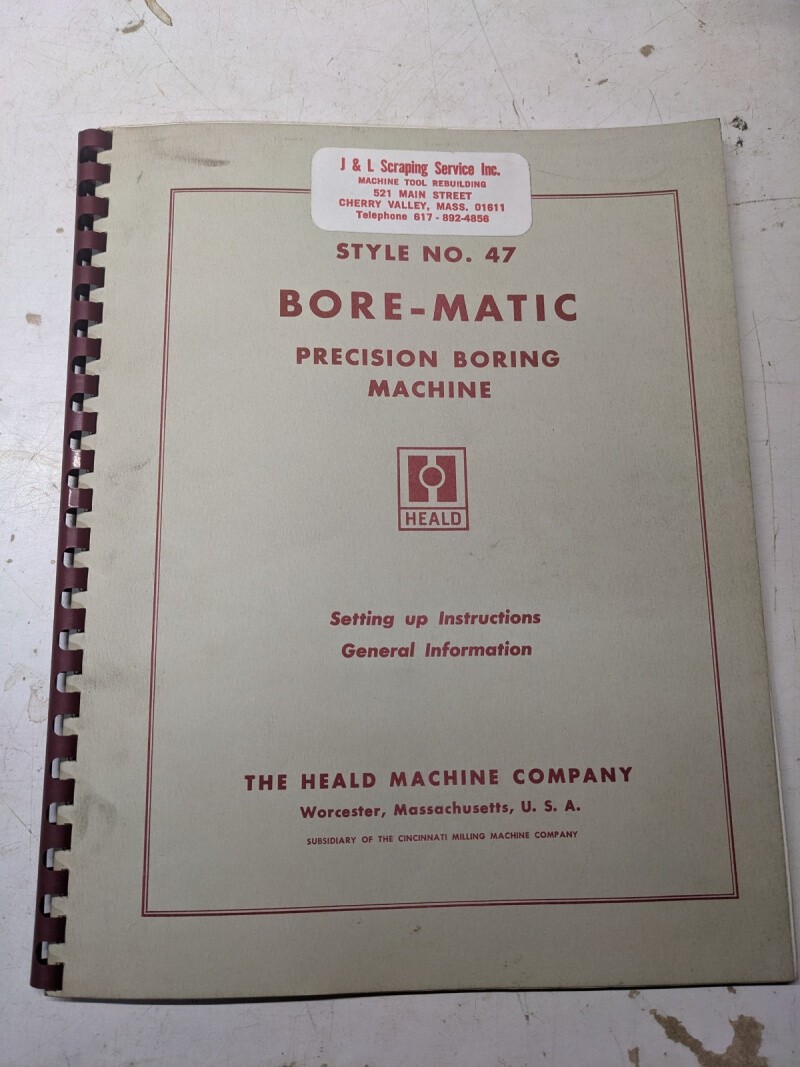 J & L Scraping Service Inc.
MACHINE TOOL REBUILDING
521 MAIN STREET
CHERRY VALLEY, MASS. 01611
Telephone 617 - 892-4856
STYLE NO. 47
BORE-MATIC
PRECISION BORING
MACHINE
HEALD
Setting up Instructions
General Information
THE HEALD MACHINE COMPANY
Worcester, Massachusetts, U. S. A.
SUBSIDIARY OF THE CINCINNATI MILLING MACHINE COMPANY